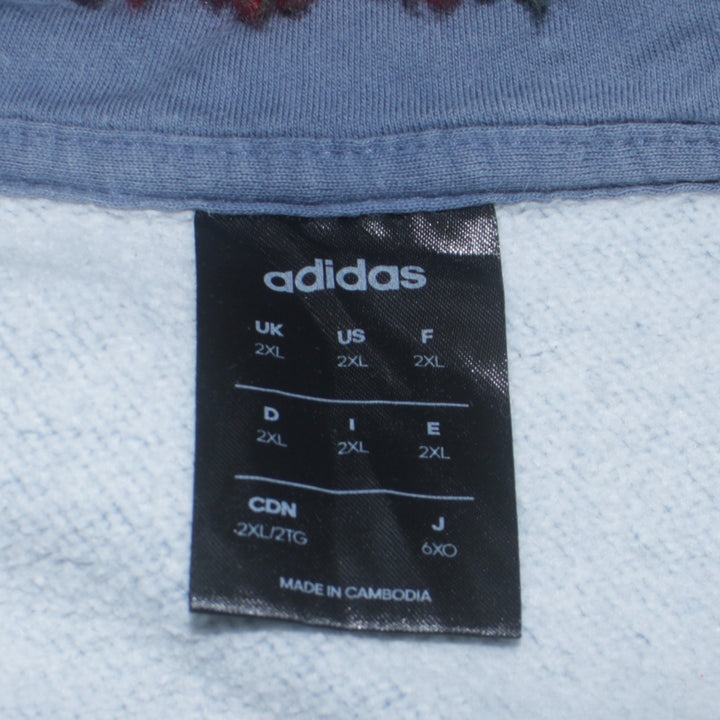 adidas
UK US F
2XL 2XL 2XL
D I E
2XL 2XL 2XL
CDN J
2XL/2TG 6XO
MADE IN CAMBODIA